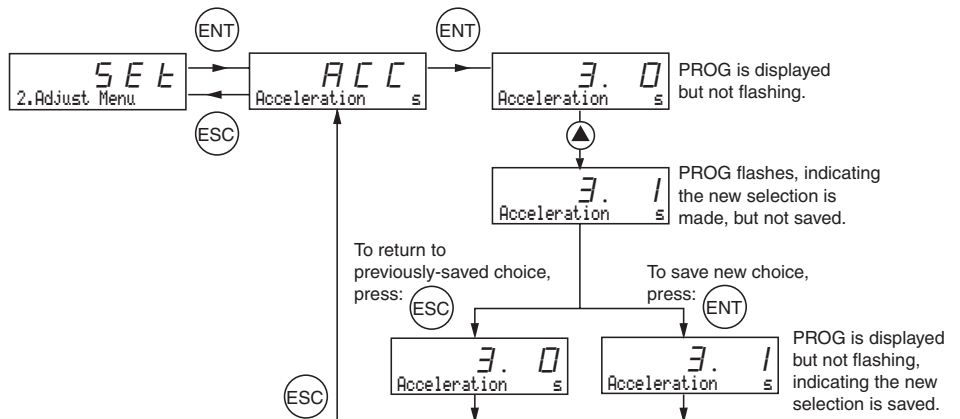 ENT
ENT
SEt
2.Adjust Menu
ACC
Acceleration s
3. 0
Acceleration s
PROG is displayed
but not flashing.
ESC
3. 1
Acceleration s
PROG flashes, indicating
the new selection is
made, but not saved.
To return to
previously-saved choice,
press: ESC
To save new choice,
press: ENT
3. 0
Acceleration s
3. 1
Acceleration s
PROG is displayed
but not flashing,
indicating the new
selection is saved.
ESC